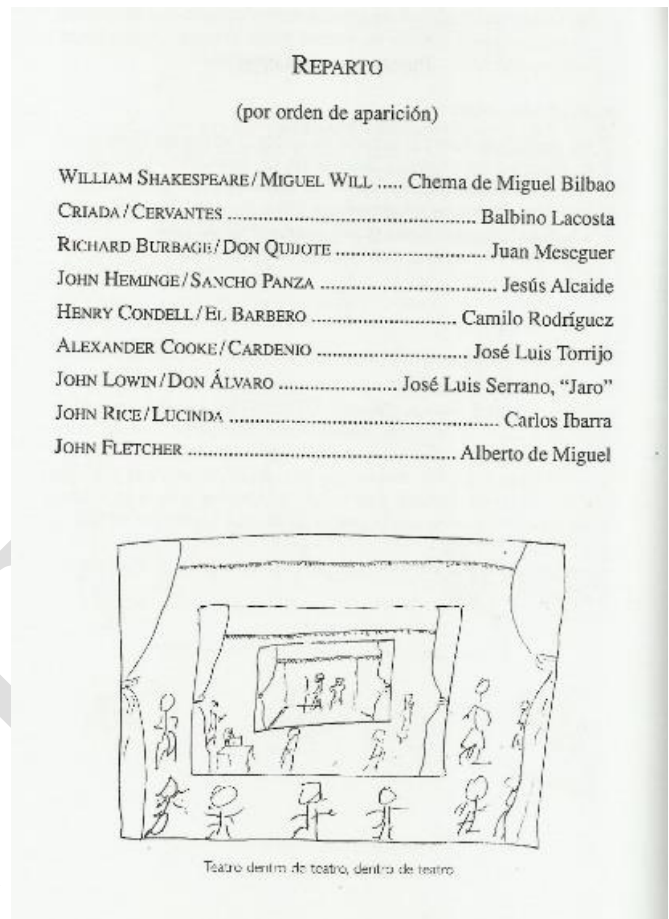 REPARTO
(por orden de aparición)
WILLIAM SHAKESPEARE/MIGUEL WILL ..... Chema de Miguel Bilbao
CRIADA/CERVANTES ................................................ Balbino Lacosta
RICHARD BURBAGE/DON QUIJOTE ............................. Juan Meseguer
JOHN HEMINGE/SANCHO PANZA .................................. Jesús Alcaide
HENRY CONDELL/EL BARBERO ............................ Camilo Rodríguez
ALEXANDER COOKE/CARDENIO .......................... José Luis Torrijo
JOHN LOWIN/DON ÁLVARO ....................... José Luis Serrano, “Jaro”
JOHN RICE/LUCINDA ..................................................... Carlos Ibarra
JOHN FLETCHER .................................................... Alberto de Miguel
Teatro dentro de teatro, dentro de teatro